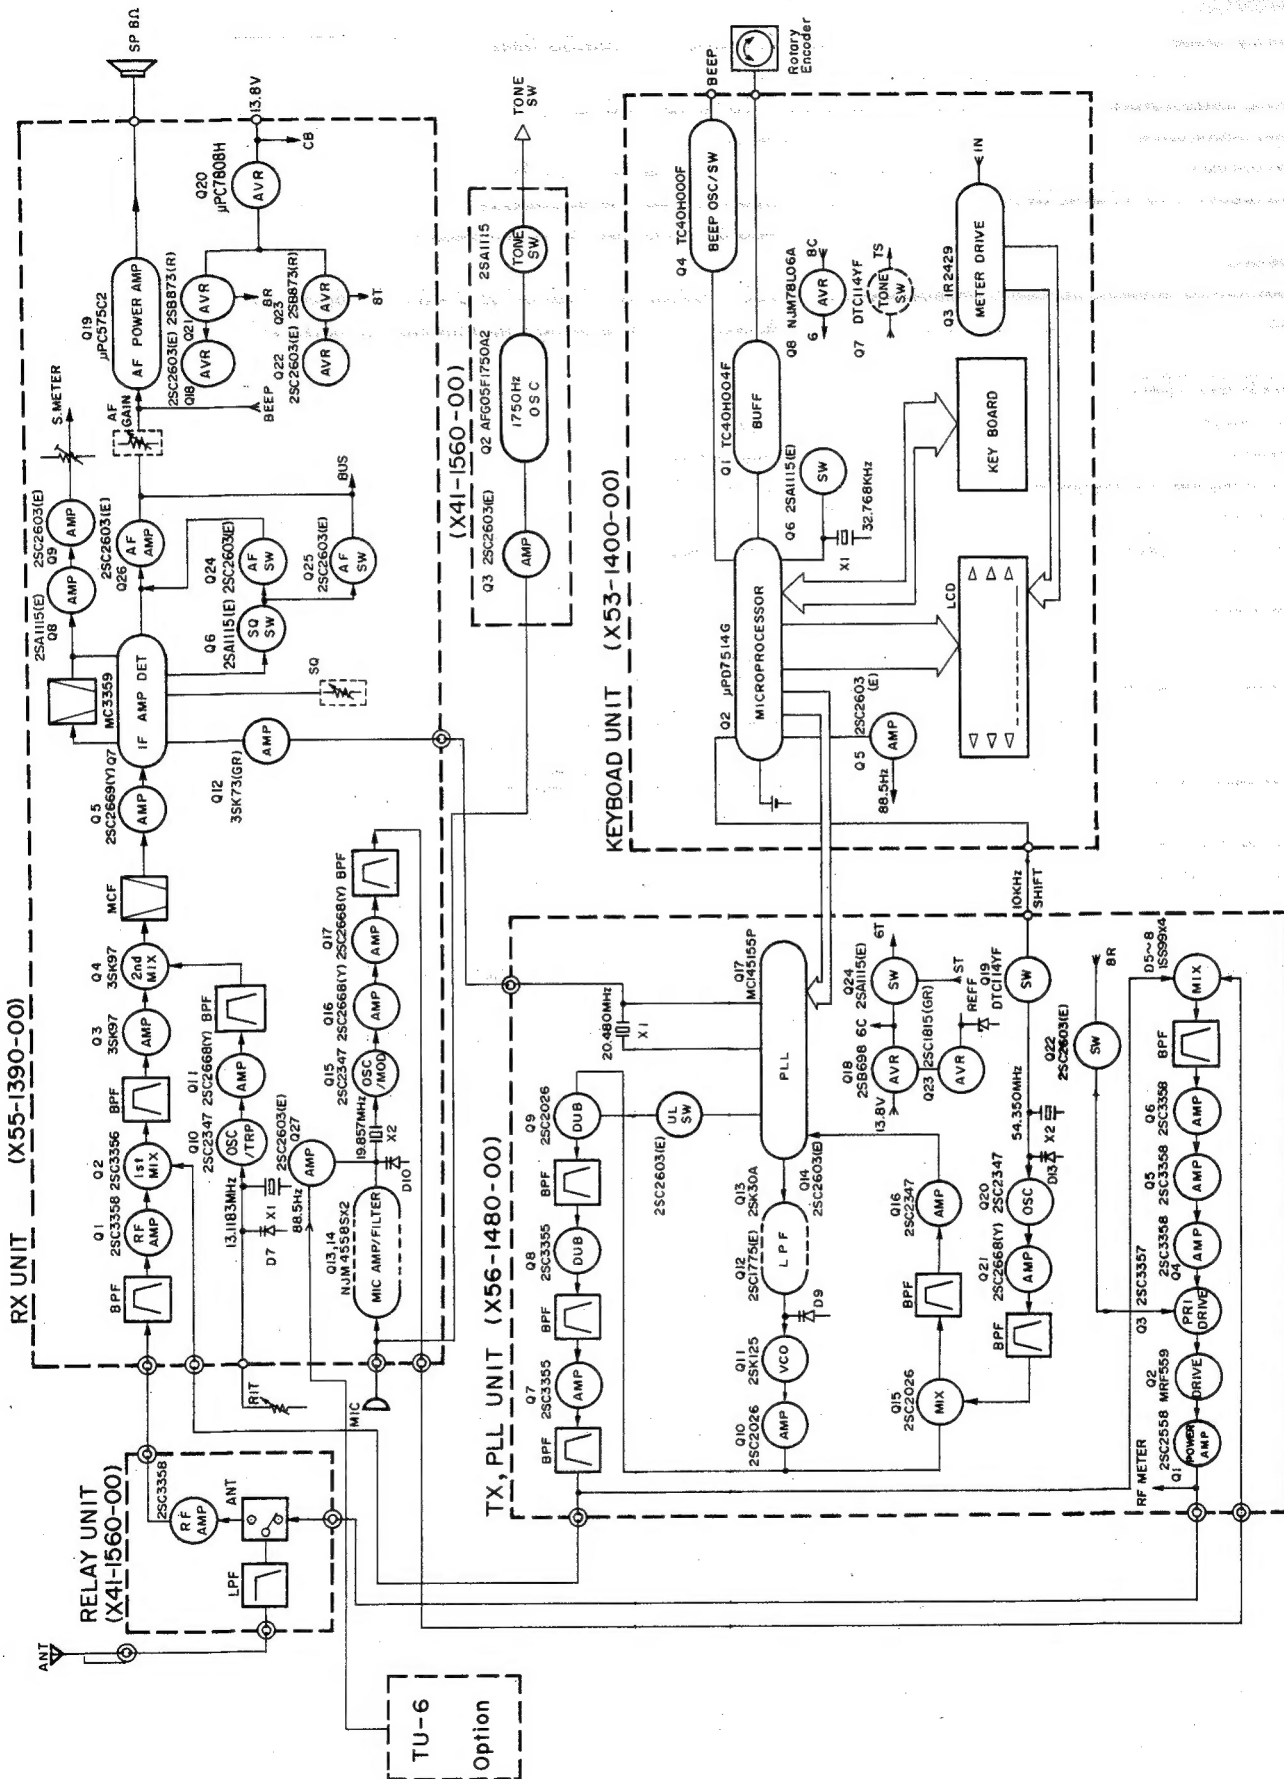 RX UNIT (X55-1390-00)
RELAY UNIT
(X41-1560-00)
ANT
LPF
ANT
RF
AMP
2SC3358
TU-6
Option
BPF
Q1
2SC3358
RF
AMP
Q2
2SC3356
1st
MIX
BPF
Q3
3SK97
AMP
Q4
3SK97
2nd
MIX
MCF
Q5
2SC2669(Y)
AMP
Q7
MC3359
IF AMP DET
2SA1115(E)
Q8
AMP
Q9
2SC2603(E)
AMP
S.METER
Q26
2SC2603(E)
AF
AMP
AF
GAIN
Q19
μPC575C2
AF POWER AMP
SP 8Ω
BEEP
Q6
2SA1115(E)
SQ
SW
Q24
2SC2603(E)
AF
SW
Q25
2SC2603(E)
AF
SW
BUS
SQ
Q12
3SK73(GR)
AMP
Q20
μPC7808H
AVR
13.8V
CB
Q18
2SC2603(E)
AVR
Q21
2SB873(R)
AVR
8R
Q22
2SC2603(E)
AVR
Q23
2SB873(R)
AVR
8T
RIT
D7
X1
13.1183MHz
Q10
2SC2347
OSC
/TRP
Q11
2SC2668(Y)
AMP
BPF
88.5Hz
2SC2603(E)
Q27
AMP
MIC
Q13,14
NJM4558SX2
MIC AMP/FILTER
D10
X2
19.857MHz
Q15
2SC2347
OSC
/MOD
Q16
2SC2668(Y)
AMP
Q17
2SC2668(Y)
AMP
BPF
(X41-1560-00)
Q3 2SC2603(E)
AMP
Q2 AFG05F1750A2
1750Hz
OSC
2SA1115
TONE
SW
TONE
SW
TX, PLL UNIT (X56-1480-00)
BPF
Q7
2SC3355
AMP
BPF
Q8
2SC3355
DUB
BPF
Q9
2SC2026
DUB
2SC2603(E)
UL
SW
Q10
2SC2026
AMP
Q11
2SK125
VCO
D9
Q12
2SC1775(E)
LPF
Q13
2SK30A
Q14
2SC2603(E)
PLL
Q17
MC145155P
20.480MHz
X1
Q15
2SC2026
MIX
BPF
Q16
2SC2347
AMP
13.8V
Q18
2SB698
AVR
6C
Q24
2SA1115(E)
SW
6T
Q23
2SC1815(GR)
AVR
REFF
ST
BPF
Q21
2SC2668(Y)
AMP
Q20
2SC2347
OSC
D13
X2
54.350MHz
Q19
DTC114YF
SW
10KHz
SHIFT
Q22
2SC2603(E)
SW
8R
RF METER
Q1
2SC2558
POWER
AMP
Q2
MRF559
DRIVE
Q3
2SC3357
PRI
DRIVE
Q4
2SC3358
AMP
Q5
2SC3358
AMP
Q6
2SC3358
AMP
BPF
D5~8
1SS99X4
MIX
KEYBOAD UNIT (X53-1400-00)
Q2
μPD7514G
MICROPROCESSOR
Q1 TC40H004F
BUFF
Q4 TC40H000F
BEEP OSC/SW
BEEP
Rotary
Encoder
Q6 2SA1115(E)
SW
X1
32.768KHz
Q8 NJM78L06A
6
AVR
8C
Q7 DTC114YF
TONE
SW
TS
Q3 IR2429
METER DRIVE
IN
Q5
2SC2603
(E)
AMP
88.5Hz
LCD
KEY BOARD